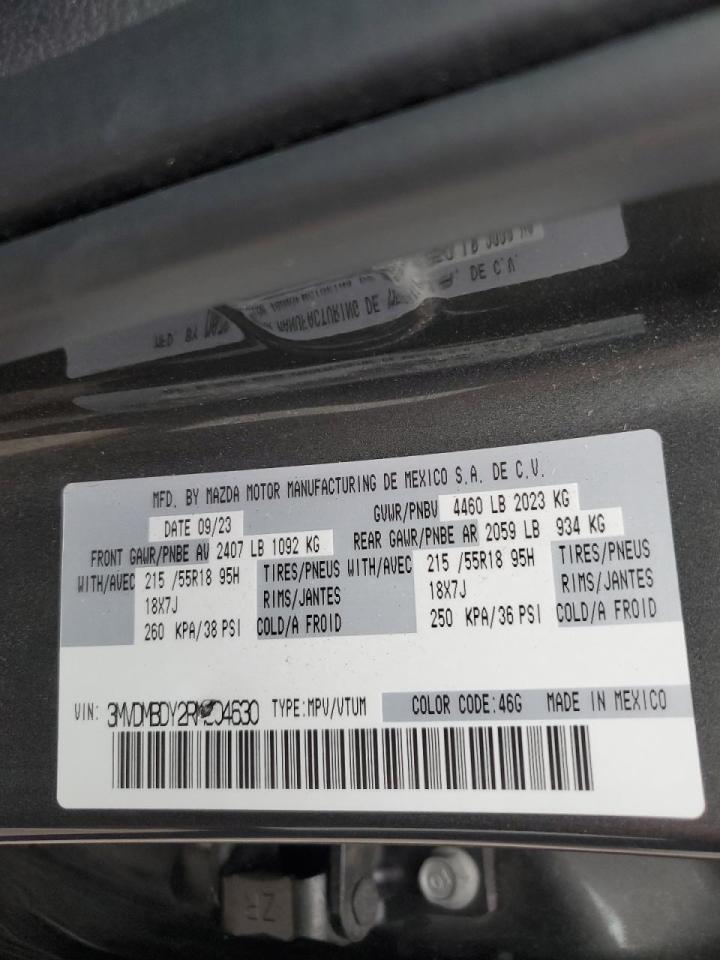 MFD. BY MAZDA MOTOR MANUFACTURING DE MEXICO S.A. DE C.V.
DATE 09/23 GVWR/PNBV 4460 LB 2023 KG
FRONT GAWR/PNBE AV 2407 LB 1092 KG REAR GAWR/PNBE AR 2059 LB 934 KG
WITH/AVEC 215 /55R18 95H TIRES/PNEUS WITH/AVEC 215 /55R18 95H TIRES/PNEUS
18X7J RIMS/JANTES 18X7J RIMS/JANTES
260 KPA/38 PSI COLD/A FROID 250 KPA/36 PSI COLD/A FROID
VIN: TYPE:MPV/VTUM COLOR CODE:46G MADE IN MEXICO
ZR